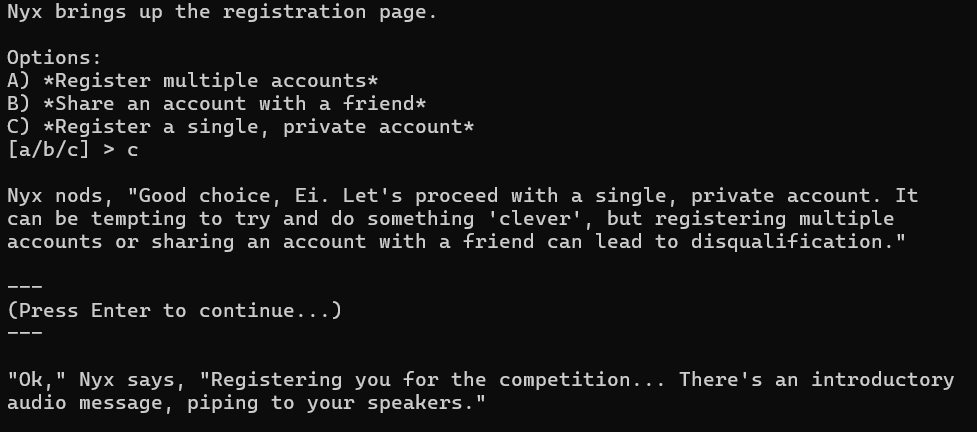 Nyx brings up the registration page.
Options:
A) *Register multiple accounts*
B) *Share an account with a friend*
C) *Register a single, private account*
[a/b/c] > c
Nyx nods, "Good choice, Ei. Let's proceed with a single, private account. It
can be tempting to try and do something 'clever', but registering multiple
accounts or sharing an account with a friend can lead to disqualification."
---
(Press Enter to continue...)
---
"Ok," Nyx says, "Registering you for the competition... There's an introductory
audio message, piping to your speakers."